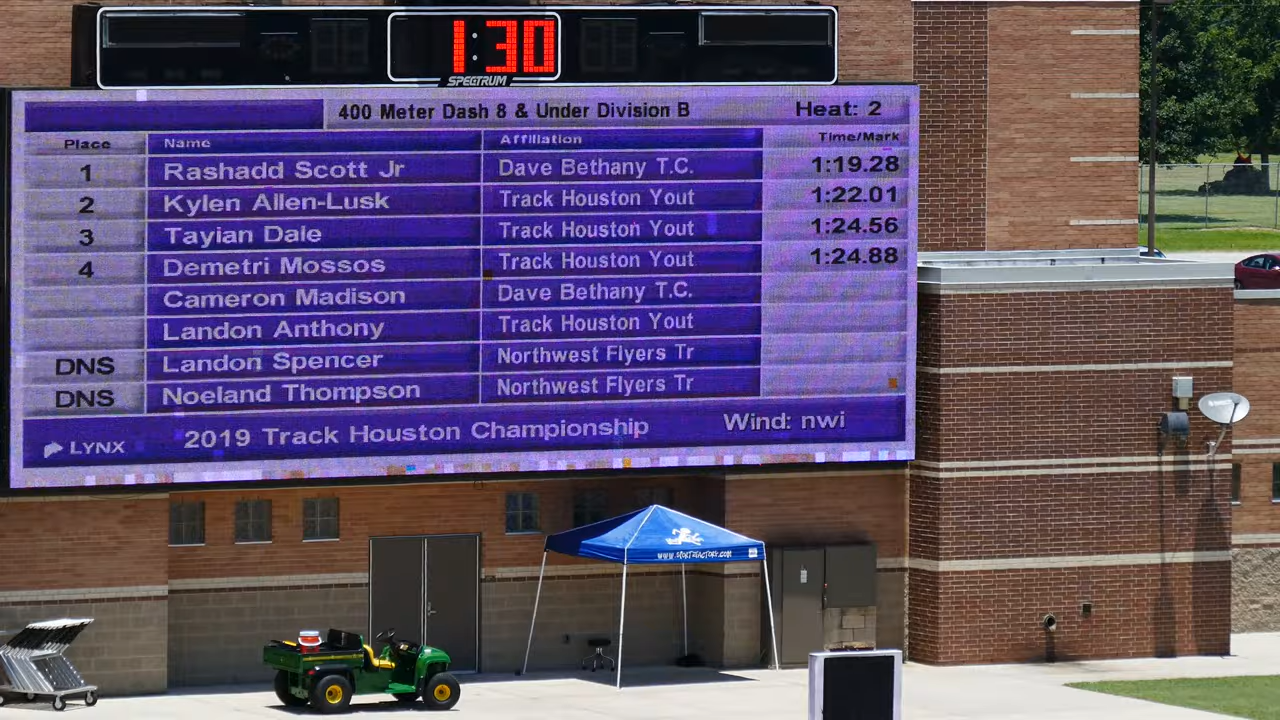 1:30
SPECTRUM
400 Meter Dash 8 & Under Division B Heat: 2
Place Name Affiliation Time/Mark
1 Rashadd Scott Jr Dave Bethany T.C. 1:19.28
2 Kylen Allen-Lusk Track Houston Yout 1:22.01
3 Tayian Dale Track Houston Yout 1:24.56
4 Demetri Mossos Track Houston Yout 1:24.88
Cameron Madison Dave Bethany T.C.
Landon Anthony Track Houston Yout
DNS Landon Spencer Northwest Flyers Tr
DNS Noeland Thompson Northwest Flyers Tr
LYNX 2019 Track Houston Championship Wind: nwi